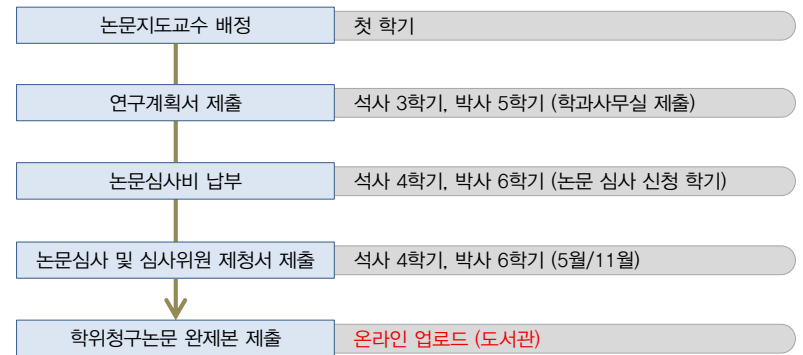 논문지도교수 배정
첫 학기
연구계획서 제출
석사 3학기, 박사 5학기 (학과사무실 제출)
논문심사비 납부
석사 4학기, 박사 6학기 (논문 심사 신청 학기)
논문심사 및 심사위원 제청서 제출
석사 4학기, 박사 6학기 (5월/11월)
학위청구논문 완제본 제출
온라인 업로드 (도서관)